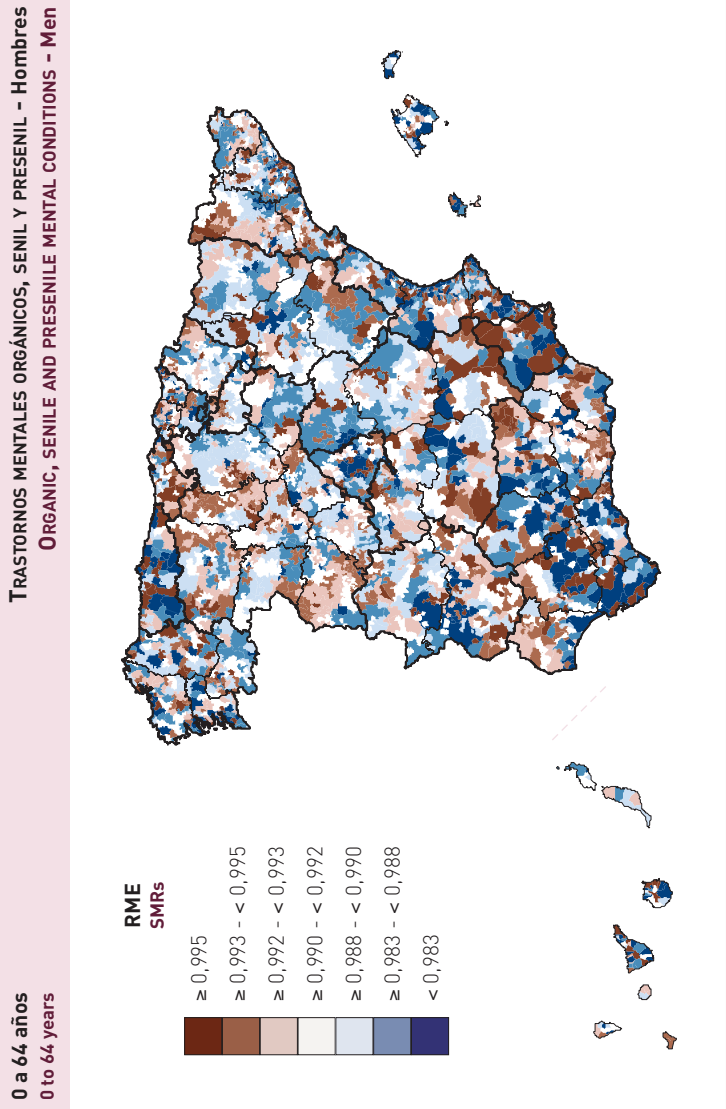 0 a 64 años
TRASTORNOS MENTALES ORGÁNICOS, SENIL Y PRESENIL - Hombres
0 to 64 years
ORGANIC, SENILE AND PRESENILE MENTAL CONDITIONS - Men
RME
SMRs
≥ 0,995
≥ 0,993 - < 0,995
≥ 0,992 - < 0,993
≥ 0,990 - < 0,992
≥ 0,988 - < 0,990
≥ 0,983 - < 0,988
< 0,983